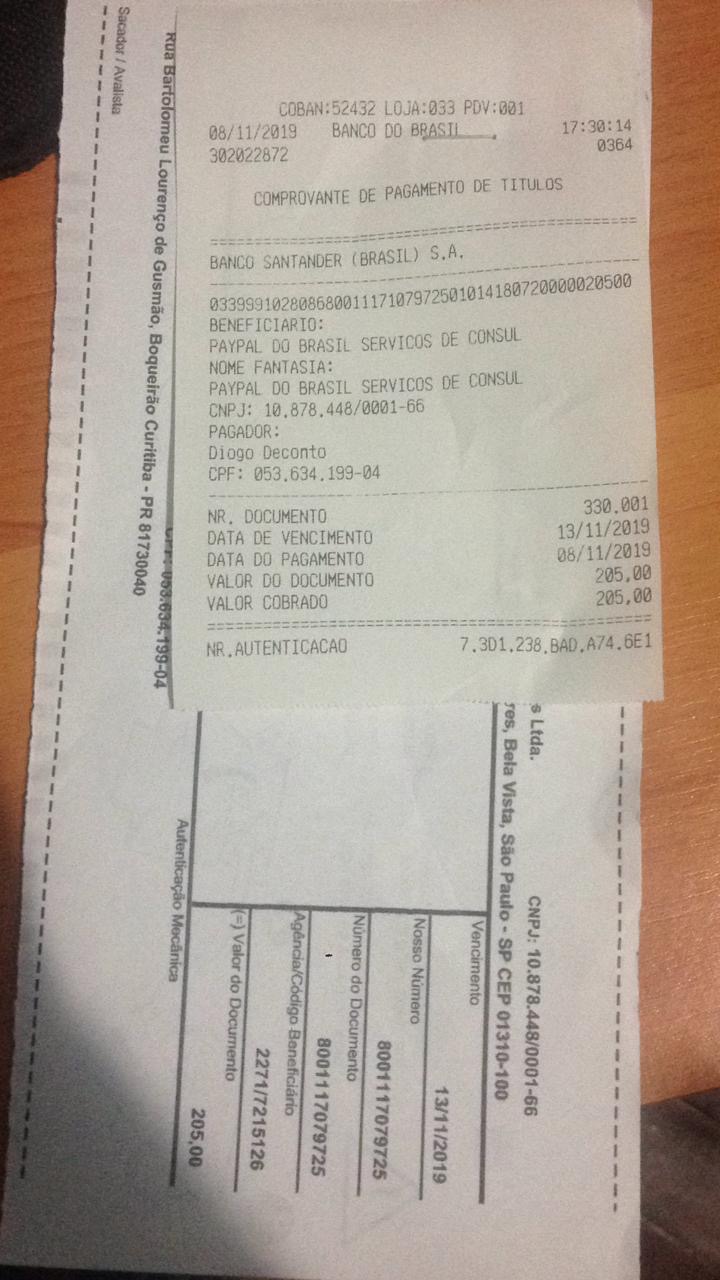 COBAN:52432 LOJA:033 PDV:001
08/11/2019 BANCO DO BRASIL 17:30:14
302022872 0364
COMPROVANTE DE PAGAMENTO DE TITULOS
BANCO SANTANDER (BRASIL) S.A.
03399910280868001117107972501014180720000020500
BENEFICIARIO:
PAYPAL DO BRASIL SERVICOS DE CONSUL
NOME FANTASIA:
PAYPAL DO BRASIL SERVICOS DE CONSUL
CNPJ: 10.878.448/0001-66
PAGADOR:
Diogo Deconto
CPF: 053.634.199-04
NR. DOCUMENTO 330.001
DATA DE VENCIMENTO 13/11/2019
DATA DO PAGAMENTO 08/11/2019
VALOR DO DOCUMENTO 205,00
VALOR COBRADO 205,00
NR.AUTENTICACAO 7.3D1.238.BAD.A74.6E1
s Ltda. CNPJ: 10.878.448/0001-66
res, Bela Vista, São Paulo - SP CEP 01310-100
Vencimento
13/11/2019
Nosso Número
8001117079725
Número do Documento
8001117079725
Agência/Código Beneficiário
2271/7215126
(=) Valor do Documento
205,00
Autenticação Mecânica
CPF: 053.634.199-04
Rua Bartolomeu Lourenço de Gusmão, Boqueirão Curitiba - PR 81730040
Sacador / Avalista